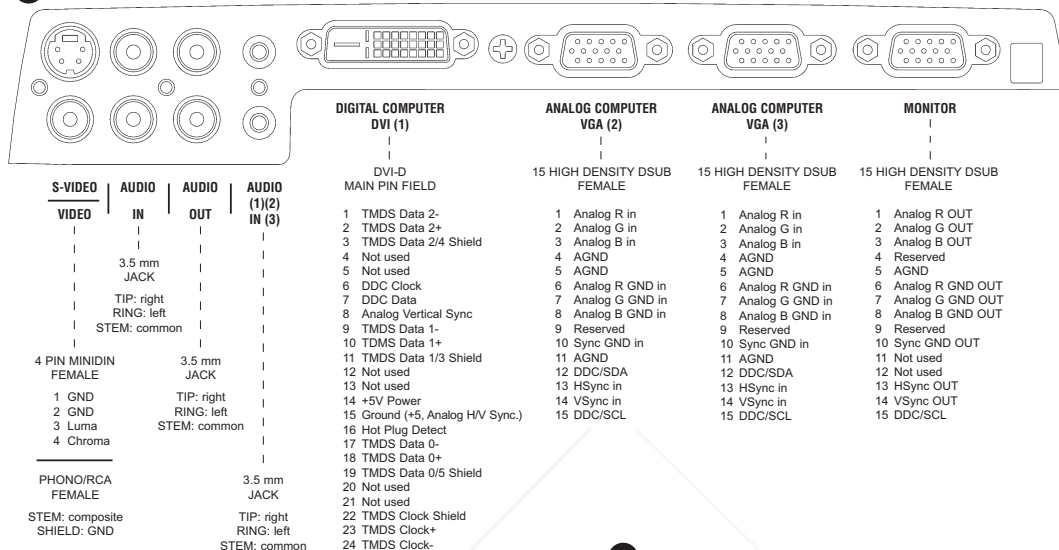 S-VIDEO
VIDEO
4 PIN MINIDIN
FEMALE
1 GND
2 GND
3 Luma
4 Chroma
PHONO/RCA
FEMALE
STEM: composite
SHIELD: GND
AUDIO
IN
3.5 mm
JACK
TIP: right
RING: left
STEM: common
AUDIO
OUT
3.5 mm
JACK
TIP: right
RING: left
STEM: common
AUDIO
(1)(2)
IN (3)
3.5 mm
JACK
TIP: right
RING: left
STEM: common
DIGITAL COMPUTER
DVI (1)
DVI-D
MAIN PIN FIELD
1 TMDS Data 2-
2 TMDS Data 2+
3 TMDS Data 2/4 Shield
4 Not used
5 Not used
6 DDC Clock
7 DDC Data
8 Analog Vertical Sync
9 TMDS Data 1-
10 TDMS Data 1+
11 TMDS Data 1/3 Shield
12 Not used
13 Not used
14 +5V Power
15 Ground (+5, Analog H/V Sync.)
16 Hot Plug Detect
17 TMDS Data 0-
18 TMDS Data 0+
19 TMDS Data 0/5 Shield
20 Not used
21 Not used
22 TMDS Clock Shield
23 TMDS Clock+
24 TMDS Clock-
ANALOG COMPUTER
VGA (2)
15 HIGH DENSITY DSUB
FEMALE
1 Analog R in
2 Analog G in
3 Analog B in
4 AGND
5 AGND
6 Analog R GND in
7 Analog G GND in
8 Analog B GND in
9 Reserved
10 Sync GND in
11 AGND
12 DDC/SDA
13 HSync in
14 VSync in
15 DDC/SCL
ANALOG COMPUTER
VGA (3)
15 HIGH DENSITY DSUB
FEMALE
1 Analog R in
2 Analog G in
3 Analog B in
4 AGND
5 AGND
6 Analog R GND in
7 Analog G GND in
8 Analog B GND in
9 Reserved
10 Sync GND in
11 AGND
12 DDC/SDA
13 HSync in
14 VSync in
15 DDC/SCL
MONITOR
15 HIGH DENSITY DSUB
FEMALE
1 Analog R OUT
2 Analog G OUT
3 Analog B OUT
4 Reserved
5 AGND
6 Analog R GND OUT
7 Analog G GND OUT
8 Analog B GND OUT
9 Reserved
10 Sync GND OUT
11 Not used
12 Not used
13 HSync OUT
14 VSync OUT
15 DDC/SCL